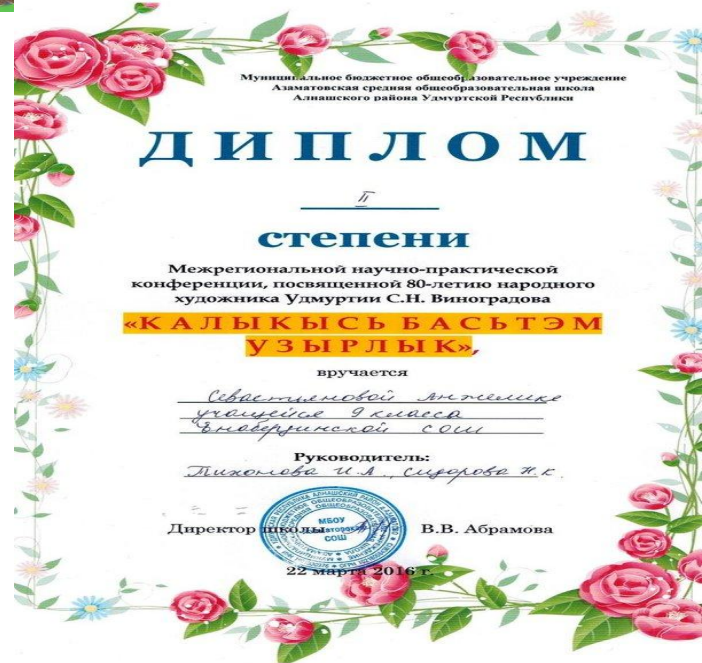 Муниципальное бюджетное общеобразовательное учреждение
Азаматовская средняя общеобразовательная школа
Алнашского района Удмуртской Республики
ДИПЛОМ
II
степени
Межрегиональной научно-практической
конференции, посвященной 80-летию народного
художника Удмуртии С.Н. Виноградова
«КАЛЫКЫСЬ БАСЬТЭМ
УЗЫРЛЫК»,
вручается
Севастьяновой Анжелике
учащейся 9 класса
СОШ
Руководитель:
Тихонова И.А., Сидорова Н.К.
Директор школы В.В. Абрамова
МБОУ
СОШ
22 марта 2016 г.